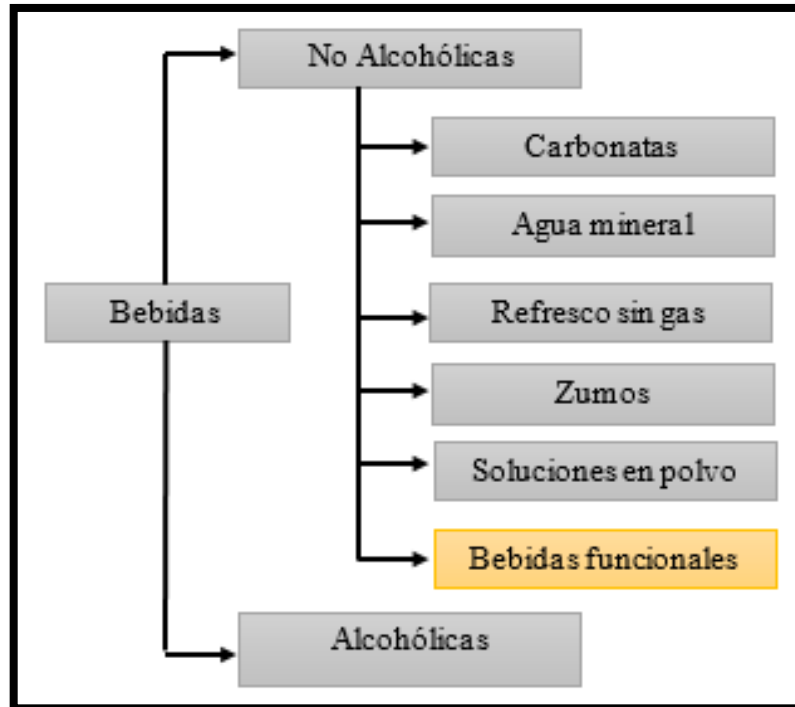 No Alcohólicas
Carbonatas
Agua mineral
Bebidas
Refresco sin gas
Zumos
Soluciones en polvo
Bebidas funcionales
Alcohólicas